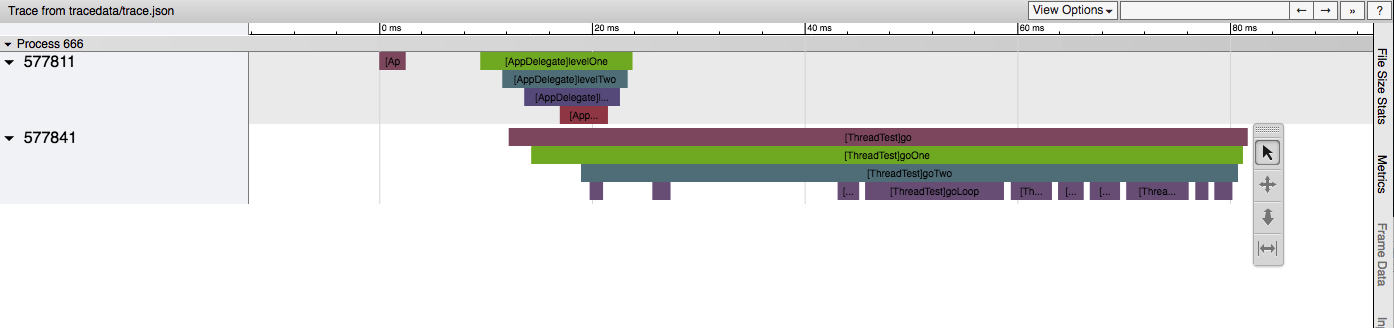 Trace from tracedata/trace.json
View Options
← → » ?
0 ms 20 ms 40 ms 60 ms 80 ms
Process 666
577811
[Ap [AppDelegate]levelOne
[AppDelegate]levelTwo
[AppDelegate]l...
[App...
577841
[ThreadTest]go
[ThreadTest]goOne
[ThreadTest]goTwo
[... [ThreadTest]goLoop [Th... [... [... [Threa...
File Size Stats
Metrics
Frame Data
In